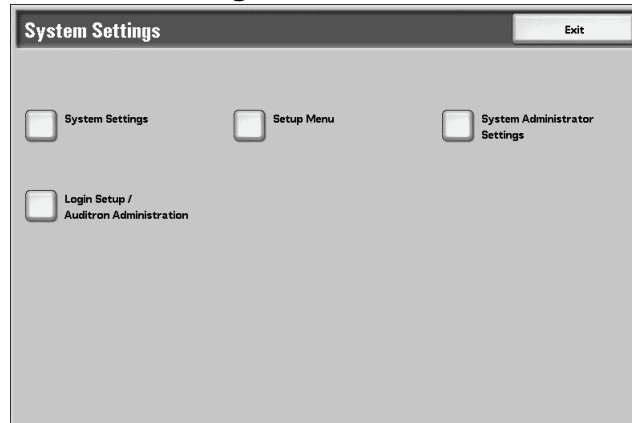 System Settings
Exit
System Settings
Setup Menu
System Administrator
Settings
Login Setup /
Auditron Administration